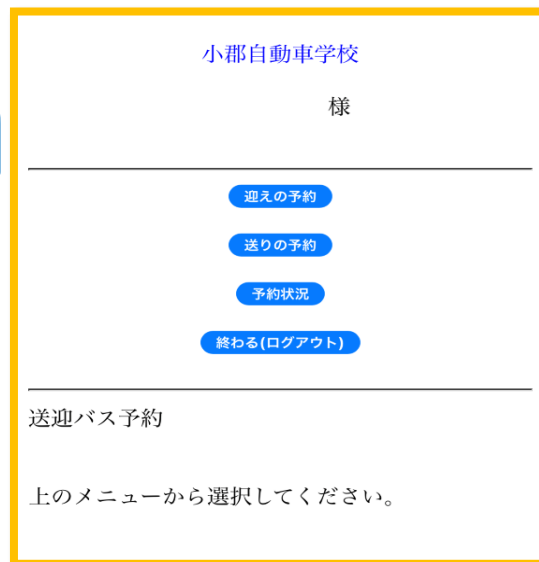 小郡自動車学校
様
迎えの予約
送りの予約
予約状況
終わる(ログアウト)
送迎バス予約
上のメニューから選択してください。